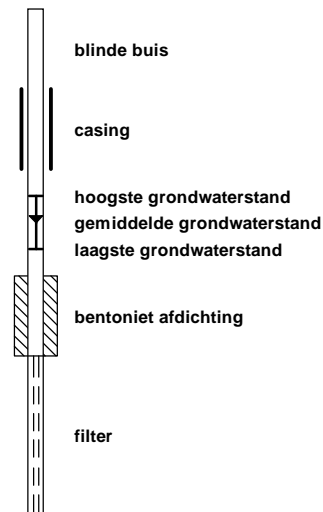 blinde buis
casing
hoogste grondwaterstand
gemiddelde grondwaterstand
laagste grondwaterstand
bentoniet afdichting
filter